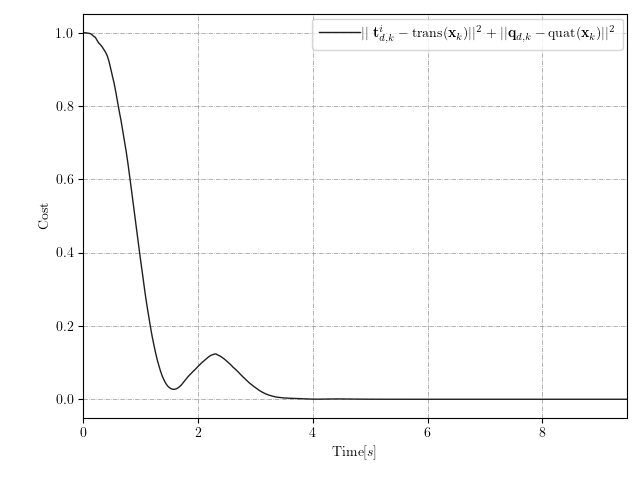 || t^i_{d,k} − trans(x_k)||^2 + ||q_{d,k} − quat(x_k)||^2
1.0
0.8
0.6
0.4
0.2
0.0
Cost
0 2 4 6 8
Time[s]